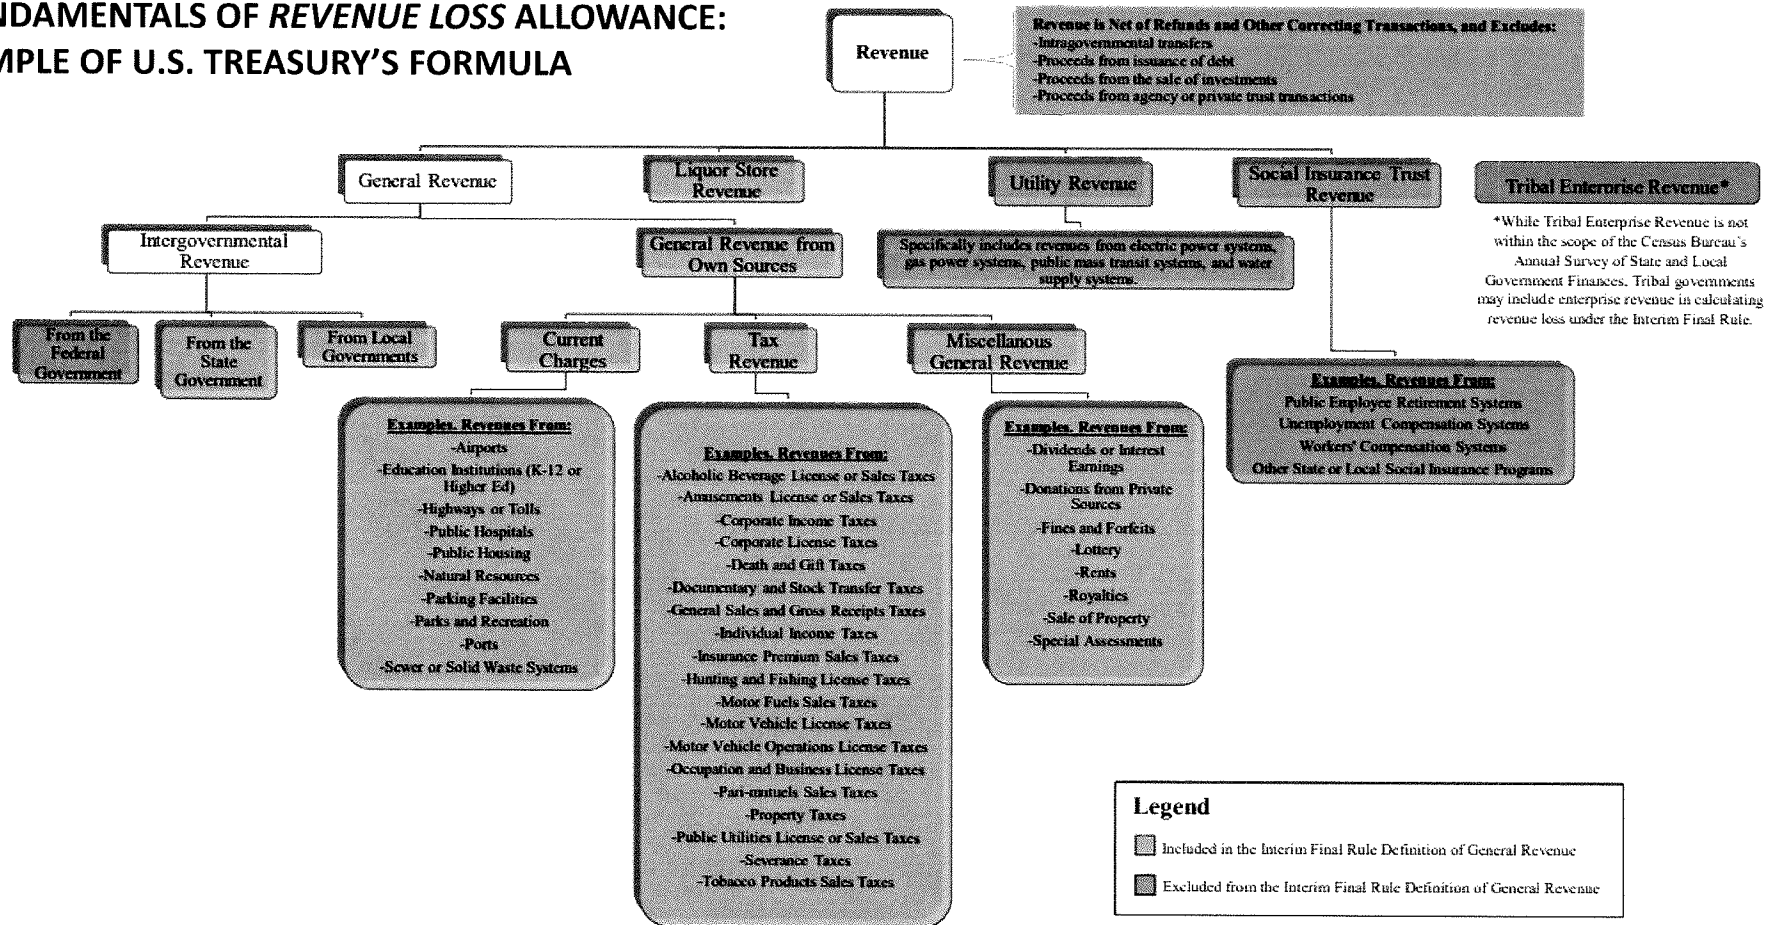 NDAMENTALS OF REVENUE LOSS ALLOWANCE:
MPLE OF U.S. TREASURY'S FORMULA
Revenue
Revenue is Net of Refunds and Other Correcting Transactions, and Excludes:
-Intragovernmental transfers
-Proceeds from issuance of debt
-Proceeds from the sale of investments
-Proceeds from agency or private trust transactions
General Revenue
Liquor Store
Revenue
Utility Revenue
Social Insurance Trust
Revenue
Tribal Enterprise Revenue*
*While Tribal Enterprise Revenue is not
within the scope of the Census Bureau's
Annual Survey of State and Local
Government Finances, Tribal governments
may include enterprise revenue in calculating
revenue loss under the Interim Final Rule.
Intergovernmental
Revenue
General Revenue from
Own Sources
Specifically includes revenues from electric power systems,
gas power systems, public mass transit systems, and water
supply systems.
From the
Federal
Government
From the
State
Government
From Local
Governments
Current
Charges
Tax
Revenue
Miscellanous
General Revenue
Examples, Revenues From:
-Airports
-Education Institutions (K-12 or
Higher Ed)
-Highways or Tolls
-Public Hospitals
-Public Housing
-Natural Resources
-Parking Facilities
-Parks and Recreation
-Ports
-Sewer or Solid Waste Systems
Examples, Revenues From:
-Alcoholic Beverage License or Sales Taxes
-Amusements License or Sales Taxes
-Corporate Income Taxes
-Corporate License Taxes
-Death and Gift Taxes
-Documentary and Stock Transfer Taxes
-General Sales and Gross Receipts Taxes
-Individual Income Taxes
-Insurance Premium Sales Taxes
-Hunting and Fishing License Taxes
-Motor Fuels Sales Taxes
-Motor Vehicle License Taxes
-Motor Vehicle Operations License Taxes
-Occupation and Business License Taxes
-Pari-mutuels Sales Taxes
-Property Taxes
-Public Utilities License or Sales Taxes
-Severance Taxes
-Tobacco Products Sales Taxes
Examples, Revenues From:
-Dividends or Interest
Earnings
-Donations from Private
Sources
-Fines and Forfeits
-Lottery
-Rents
-Royalties
-Sale of Property
-Special Assessments
Examples, Revenues From:
Public Employee Retirement Systems
Unemployment Compensation Systems
Workers' Compensation Systems
Other State or Local Social Insurance Programs
Legend
Included in the Interim Final Rule Definition of General Revenue
Excluded from the Interim Final Rule Definition of General Revenue